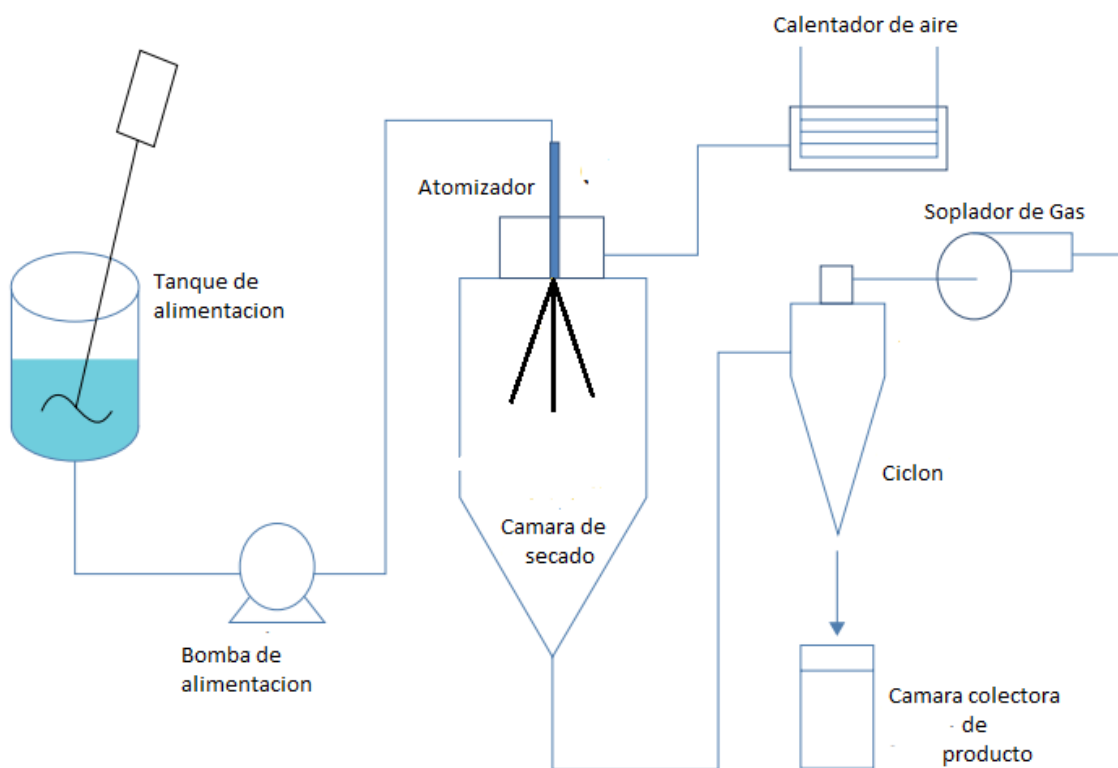 Calentador de aire
Atomizador
Soplador de Gas
Tanque de
alimentacion
Ciclon
Camara de
secado
Bomba de
alimentacion
Camara colectora
de
producto